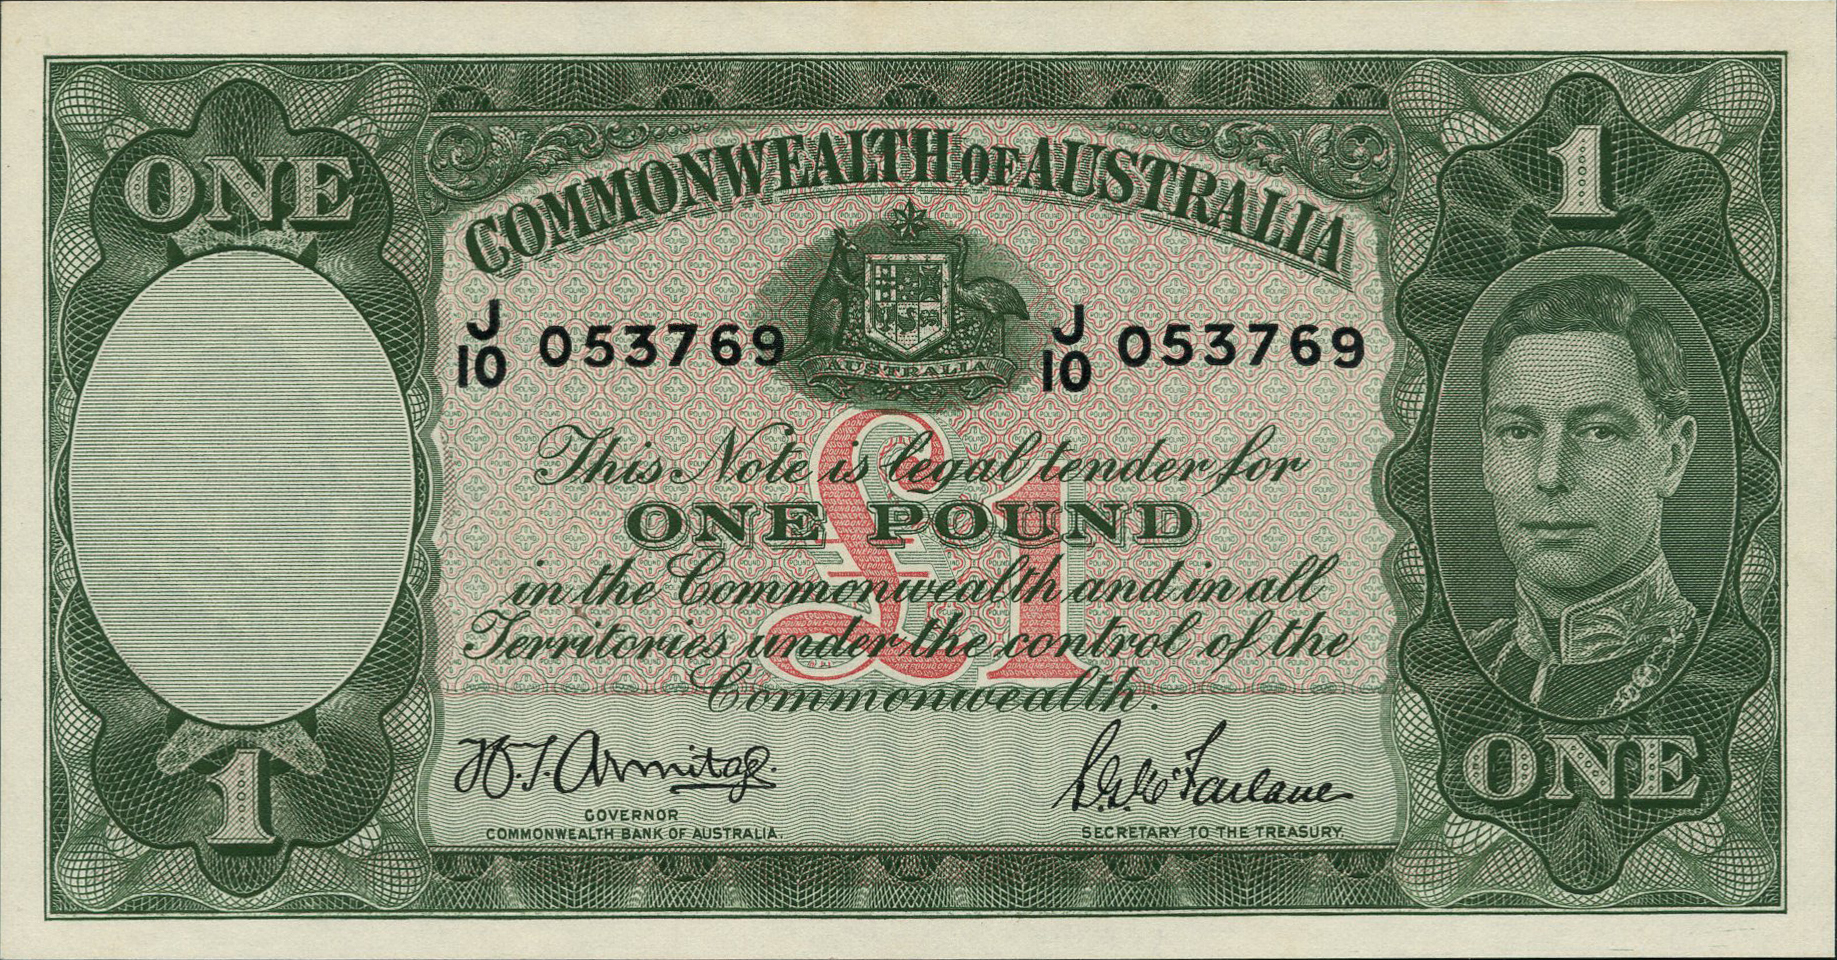 ONE
1
COMMONWEALTH OF AUSTRALIA
J/10 053769
J/10 053769
AUSTRALIA
£1
This Note is legal tender for
ONE POUND
in the Commonwealth and in all
Territories under the control of the
Commonwealth.
H.T. Armitage.
GOVERNOR
COMMONWEALTH BANK OF AUSTRALIA.
S.G. McFarlane
SECRETARY TO THE TREASURY.
1
ONE